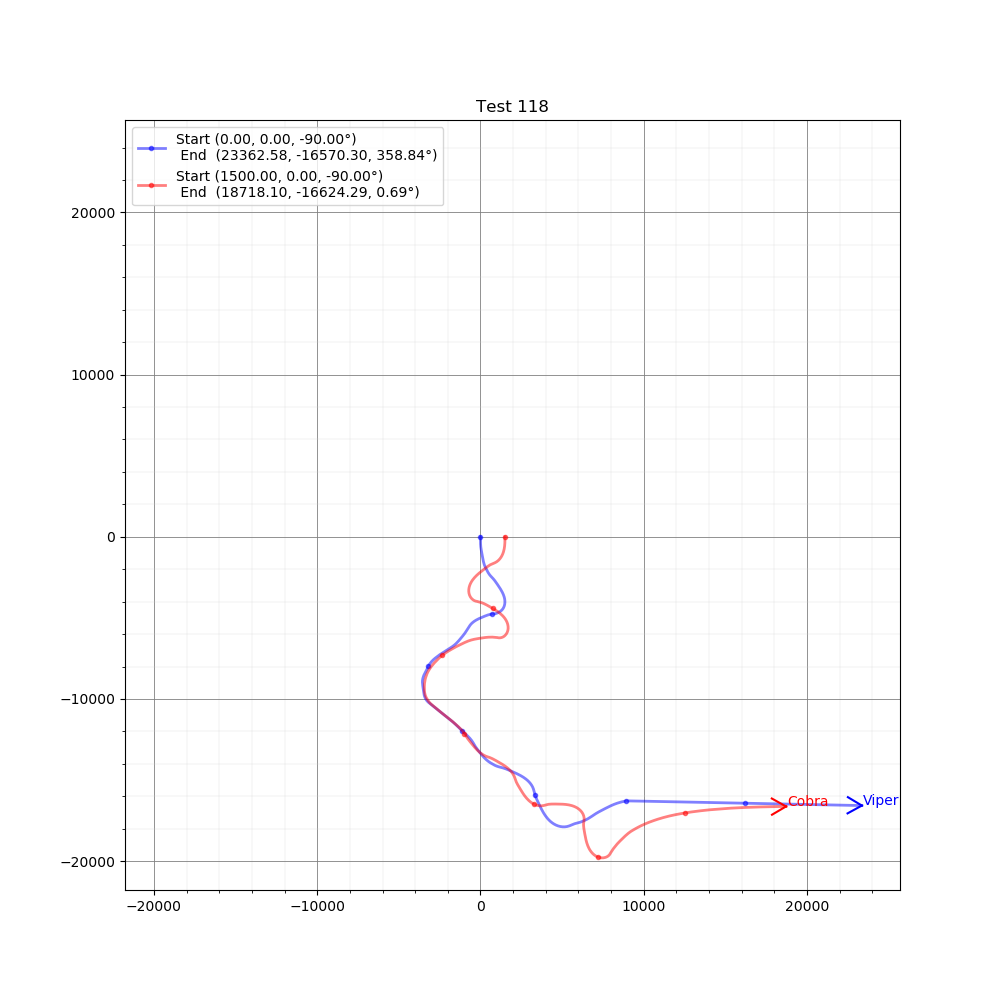 Test 118
Start (0.00, 0.00, -90.00°)
End (23362.58, -16570.30, 358.84°)
Start (1500.00, 0.00, -90.00°)
End (18718.10, -16624.29, 0.69°)
20000
10000
0
−10000
−20000
Cobra
Viper
−20000 −10000 0 10000 20000